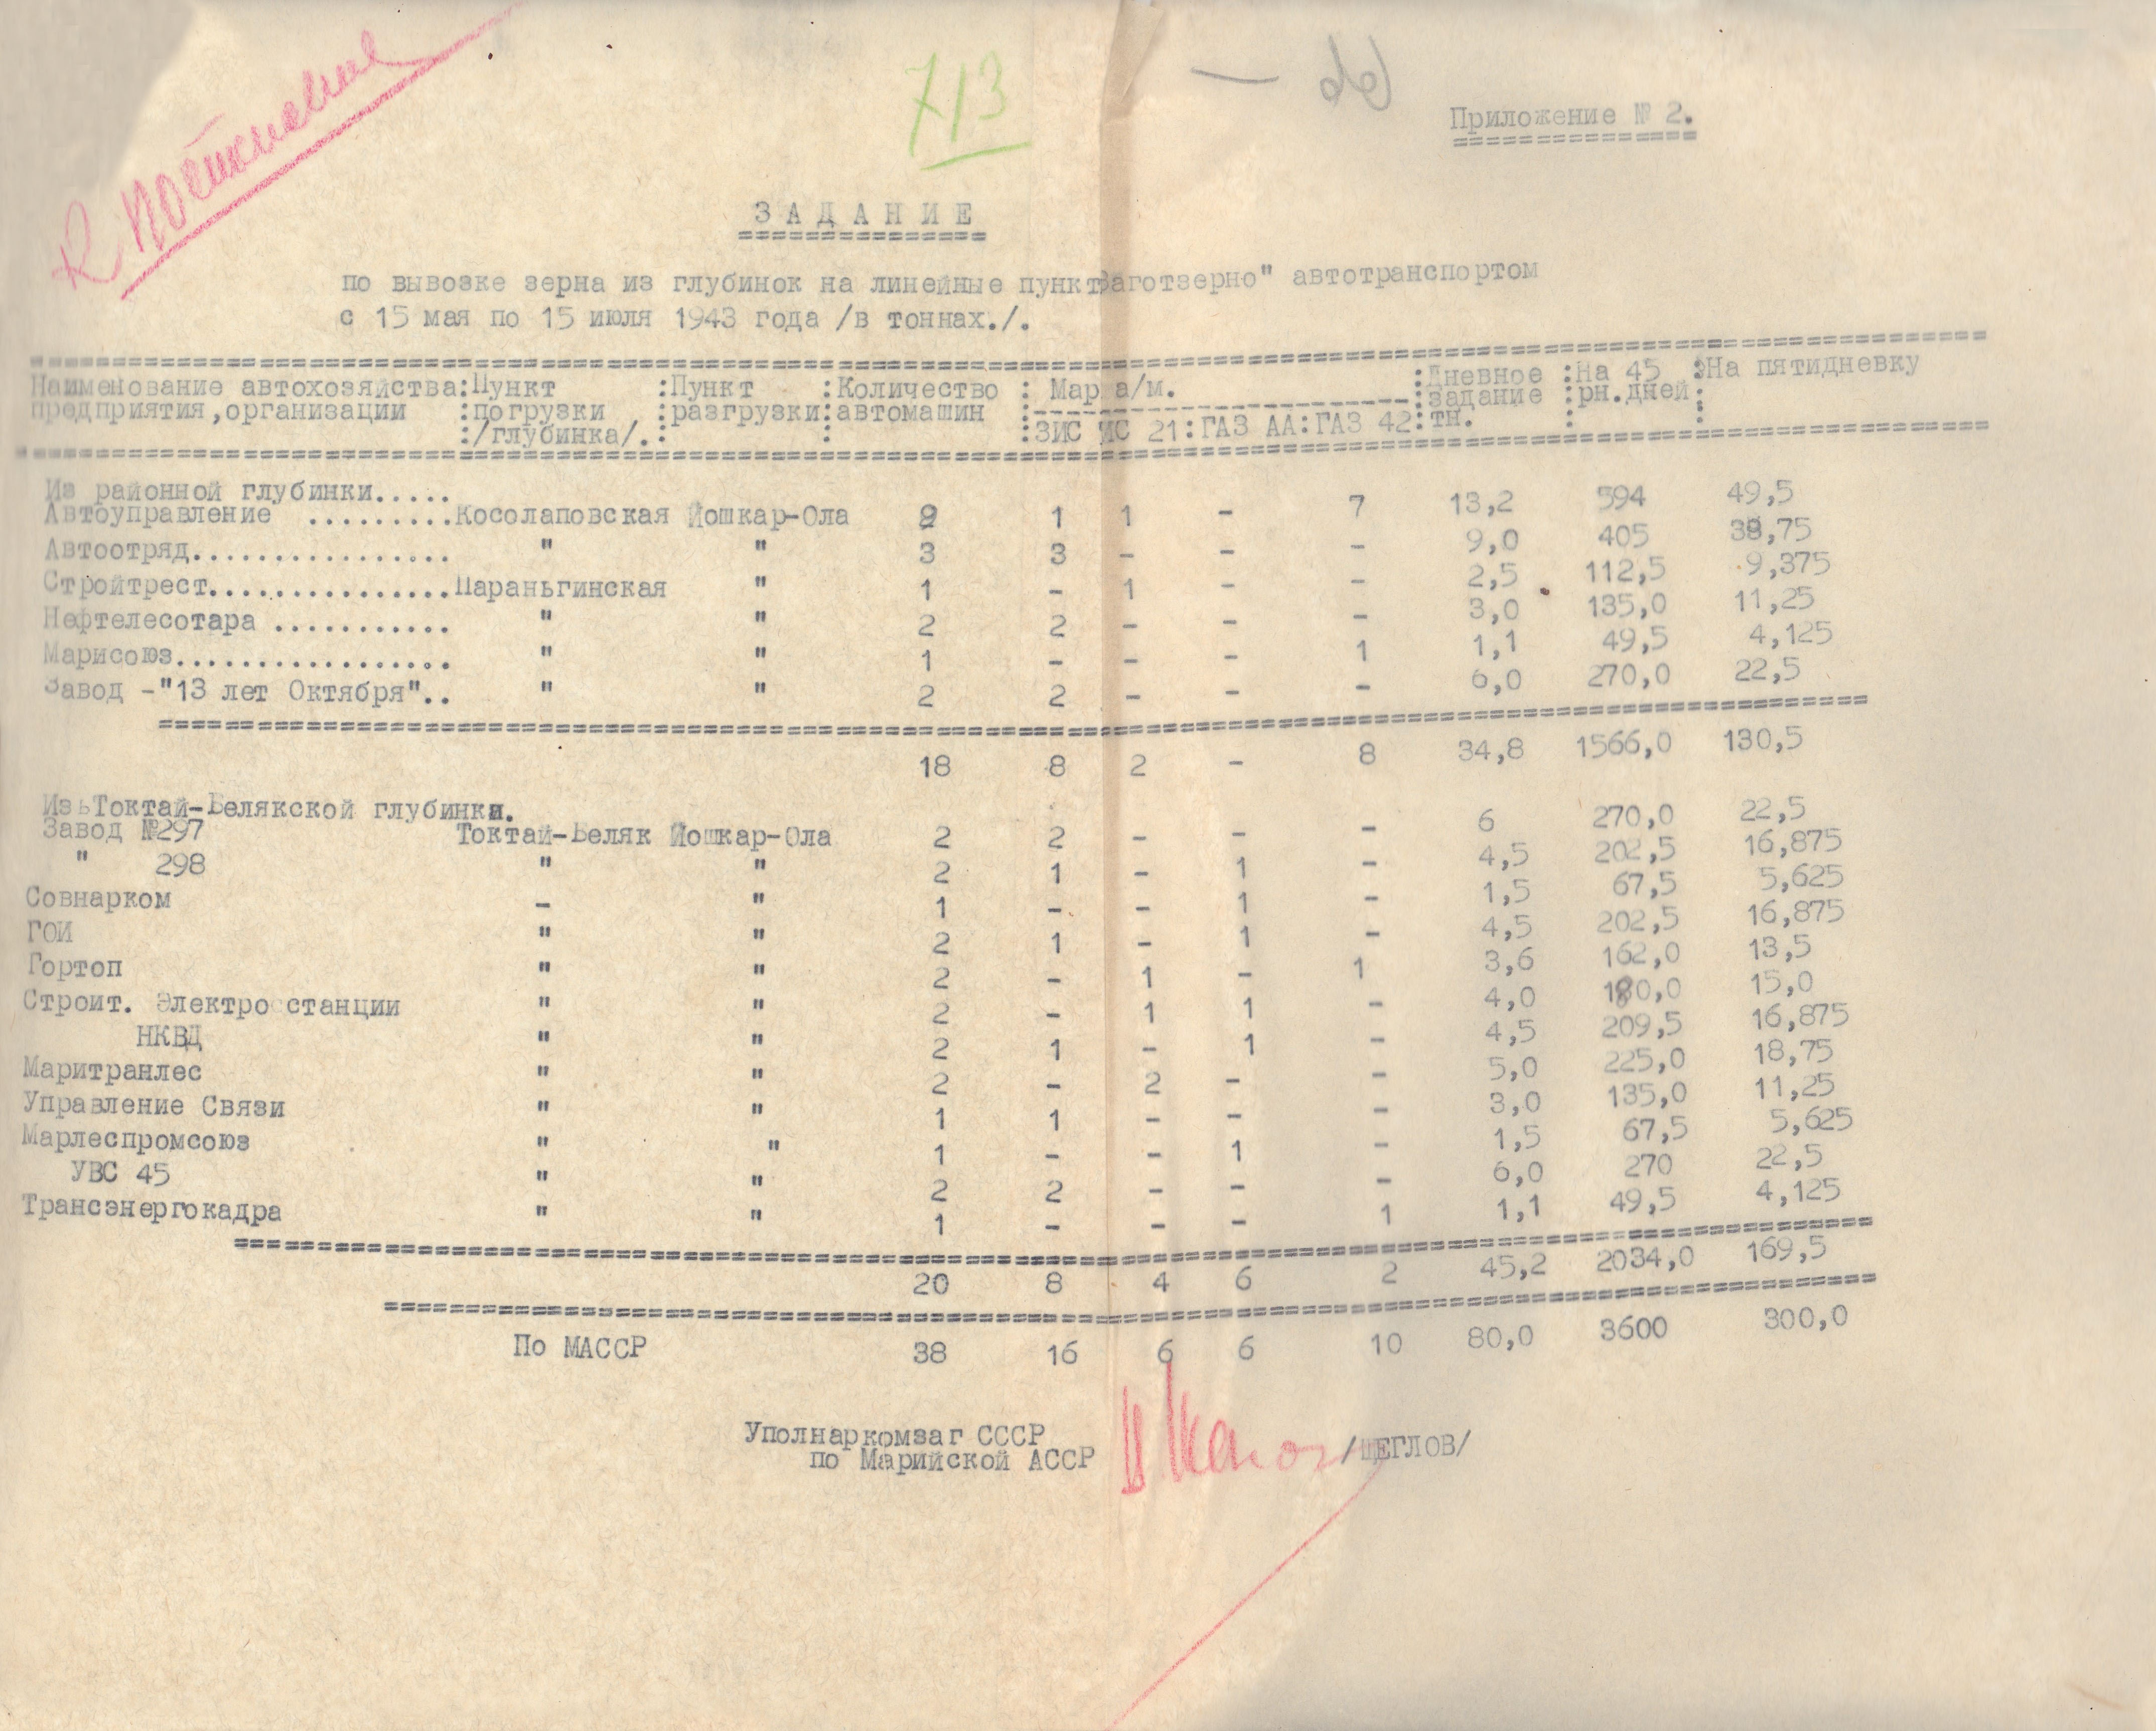 713
Приложение № 2.
ЗАДАНИЕ
по вывозке зерна из глубинок на линейные пункт Заготзерно" автотранспортом
с 15 мая по 15 июля 1943 года /в тоннах./.
Наименование автохозяйства:Пункт :Пункт :Количество : Мар а/м. :Дневное :На 45 :На пятидневку
предприятия,организации :погрузки :разгрузки:автомашин :задание :рн.дней:
:/глубинка/.: : :ЗИС ИС 21:ГАЗ АА:ГАЗ 42:тн. : :
Из районной глубинки.....
Автоуправление .........Косолаповская Йошкар-Ола 9 1 1 - 7 13,2 594 49,5
Автоотряд................ " " 3 3 - - - 9,0 405 38,75
Стройтрест...............Параньгинская " 1 - 1 - - 2,5 112,5 9,375
Нефтелесотара ........... " " 2 2 - - - 3,0 135,0 11,25
Марисоюз................. " " 1 - - - 1 1,1 49,5 4,125
Завод -"13 лет Октября".. " " 2 2 - - - 6,0 270,0 22,5
18 8 2 - 8 34,8 1566,0 130,5
Изь Токтай-Белякской глубинки.
Завод №297 Токтай-Беляк Йошкар-Ола 2 2 - - - 6 270,0 22,5
" 298 " " 2 1 - 1 - 4,5 202,5 16,875
Совнарком - " 1 - - 1 - 1,5 67,5 5,625
ГОИ " " 2 1 - 1 - 4,5 202,5 16,875
Гортоп " " 2 - 1 - 1 3,6 162,0 13,5
Строит. Электро станции " " 2 - 1 1 - 4,0 180,0 15,0
НКВД " " 2 1 - 1 - 4,5 209,5 16,875
Маритранлес " " 2 - 2 - - 5,0 225,0 18,75
Управление Связи " " 1 1 - - - 3,0 135,0 11,25
Марлеспромсоюз " " 1 - - 1 - 1,5 67,5 5,625
УВС 45 " " 2 2 - - - 6,0 270 22,5
Трансэнергокадра " " 1 - - - 1 1,1 49,5 4,125
20 8 4 6 2 45,2 2034,0 169,5
По МАССР 38 16 6 6 10 80,0 3600 300,0
Уполнаркомзаг СССР
по Марийской АССР /ЩЕГЛОВ/